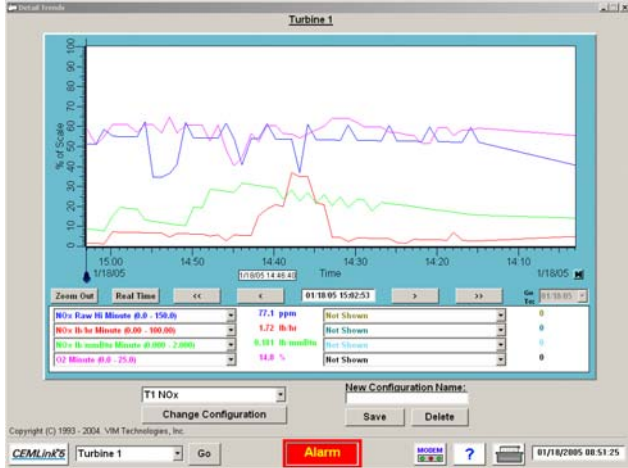 Detail Trends
Turbine 1
% of Scale
100
90
80
70
60
50
40
30
20
10
0
15:00 14:50 14:40 14:30 14:20 14:10
1/18/05 1/18/05 14:46:40 Time 1/18/05
Zoom Out Real Time << < 01/18/05 15:02:53 > >> Go To: 01/18/05
NOx Raw Hi Minute (0.0 - 150.0) 77.1 ppm Not Shown 0
NOx lb/hr Minute (0.00 - 100.00) 1.72 lb/hr Not Shown 0
NOx lb/mmBtu Minute (0.000 - 2.000) 0.181 lb/mmBtu Not Shown 0
O2 Minute (0.0 - 25.0) 14.8 % Not Shown 0
T1 NOx
New Configuration Name:
Change Configuration
Save Delete
Copyright (C) 1993 - 2004 VIM Technologies, Inc.
CEMLink6 Turbine 1 Go Alarm MODEM ? 01/18/2005 08:51:25